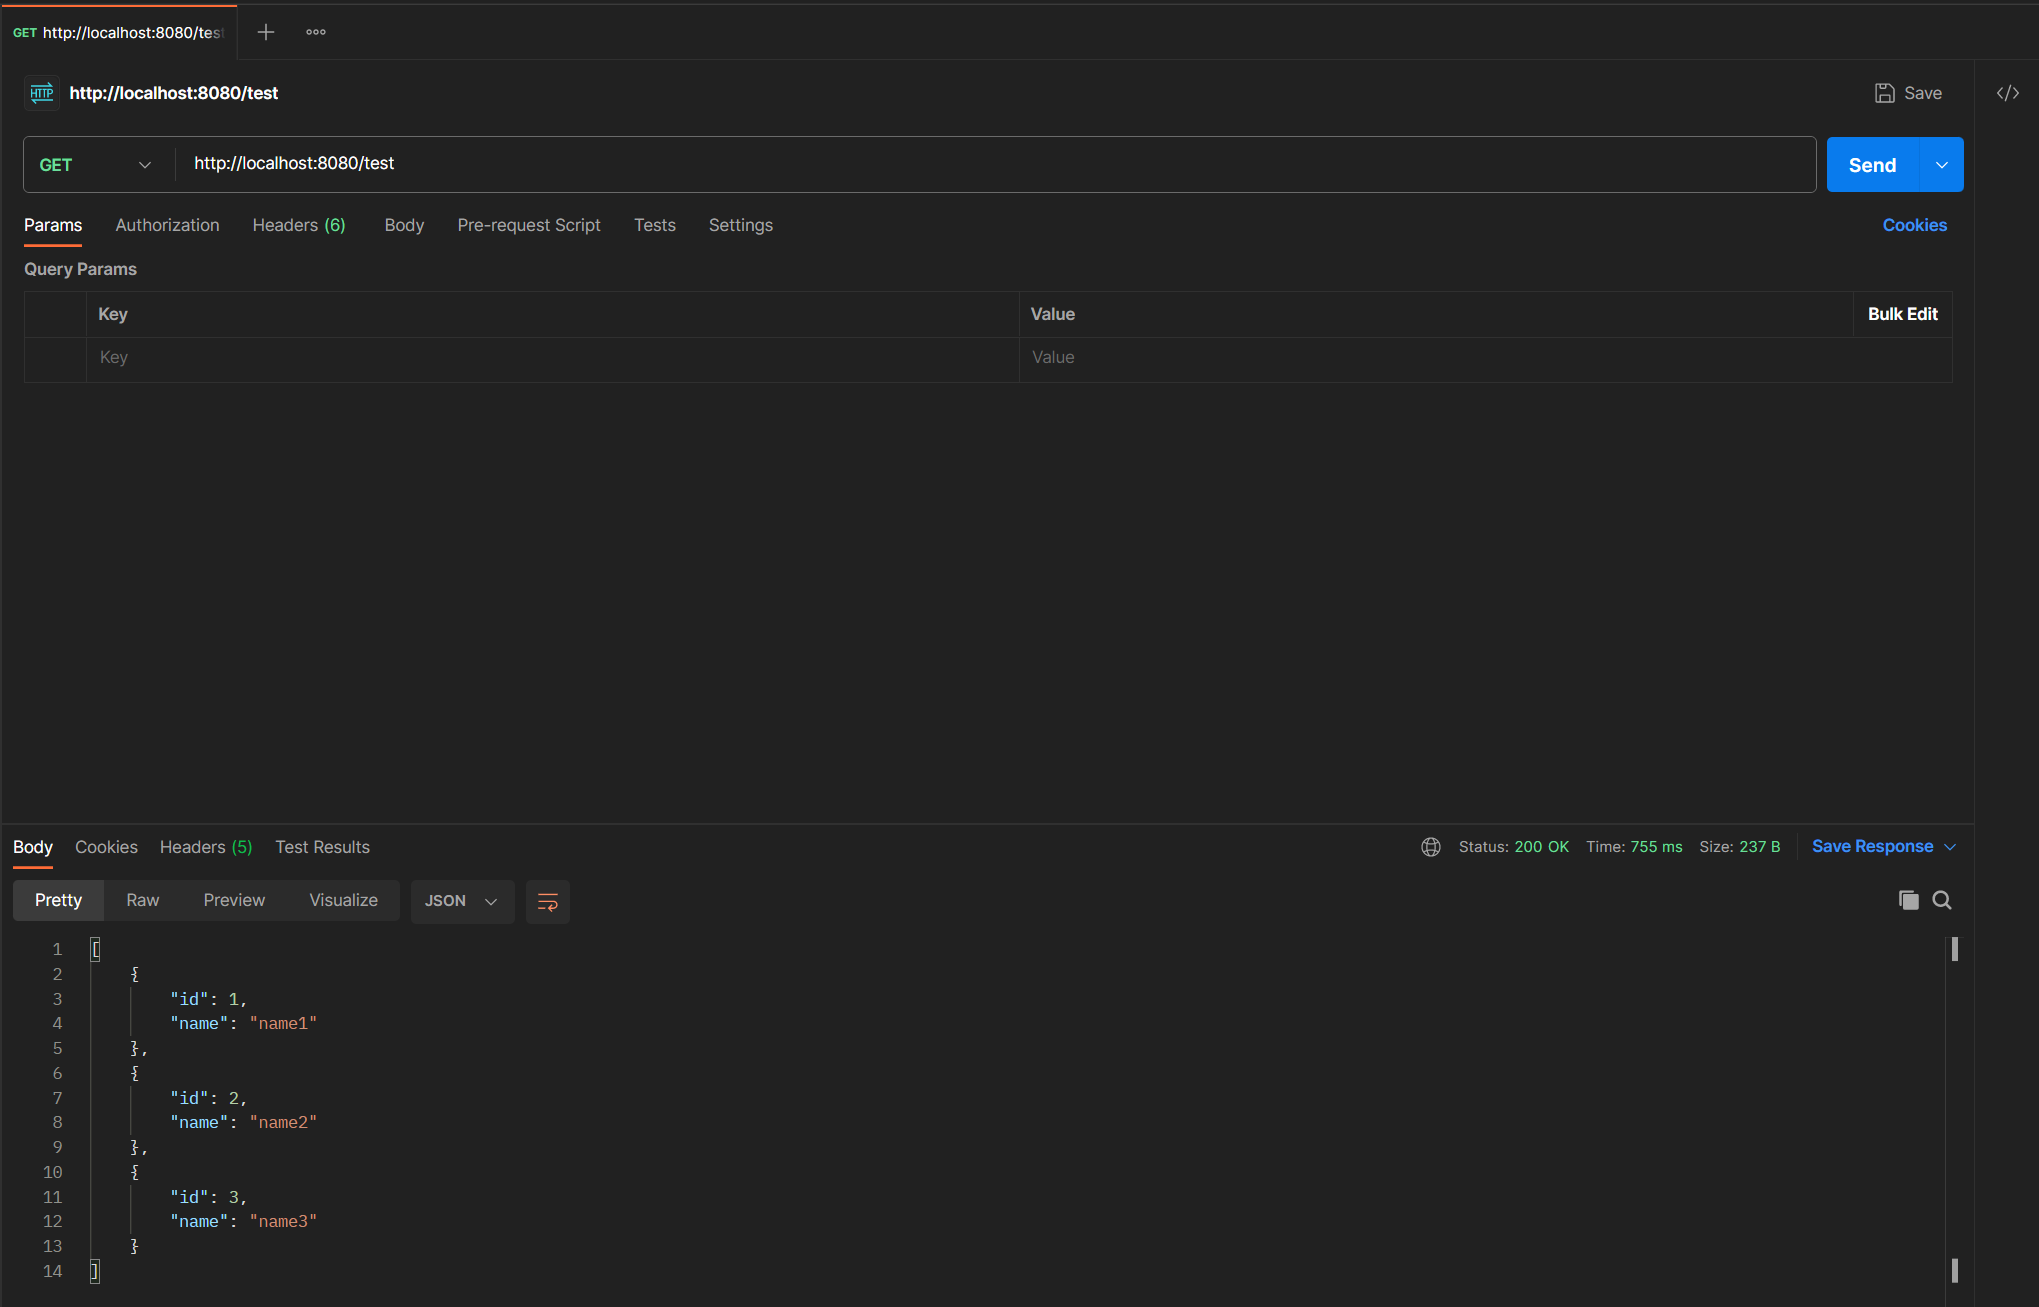 GET http://localhost:8080/tes
HTTP http://localhost:8080/test
Save
GET http://localhost:8080/test
Send
Params Authorization Headers (6) Body Pre-request Script Tests Settings Cookies
Query Params
Key Value Bulk Edit
Key Value
Body Cookies Headers (5) Test Results Status: 200 OK Time: 755 ms Size: 237 B Save Response
Pretty Raw Preview Visualize JSON
1 [
2 {
3 "id": 1,
4 "name": "name1"
5 },
6 {
7 "id": 2,
8 "name": "name2"
9 },
10 {
11 "id": 3,
12 "name": "name3"
13 }
14 ]